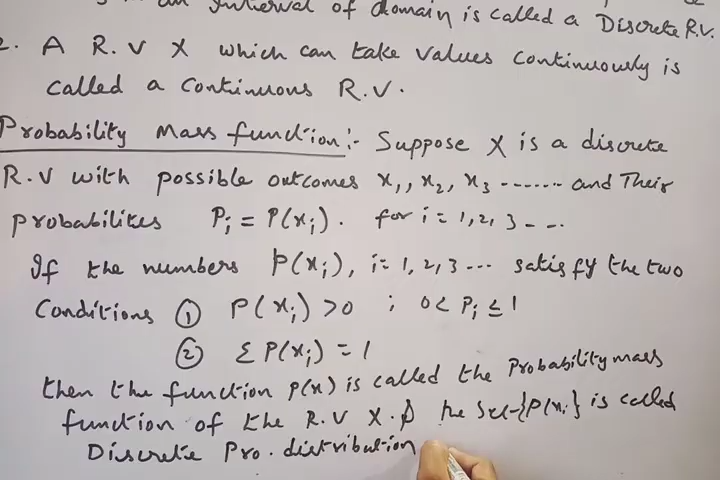 in an interval of domain is called a Discrete R.V.
2. A R.V X which can take values continuously is
called a continuous R.V.
Probability Mass function:- Suppose X is a discrete
R.V with possible outcomes x₁, x₂, x₃ ------- and Their
probabilites Pᵢ = P(xᵢ). for i = 1, 2, 3 - -.
If the numbers P(xᵢ), i = 1, 2, 3 --- satisfy the two
Conditions ① P(xᵢ) > 0 ; 0 < Pᵢ ≤ 1
② Σ P(xᵢ) = 1
then the function p(x) is called the Probability mass
function of the R.V X. & the set {P(xᵢ} is called
Discrete Pro. distribution